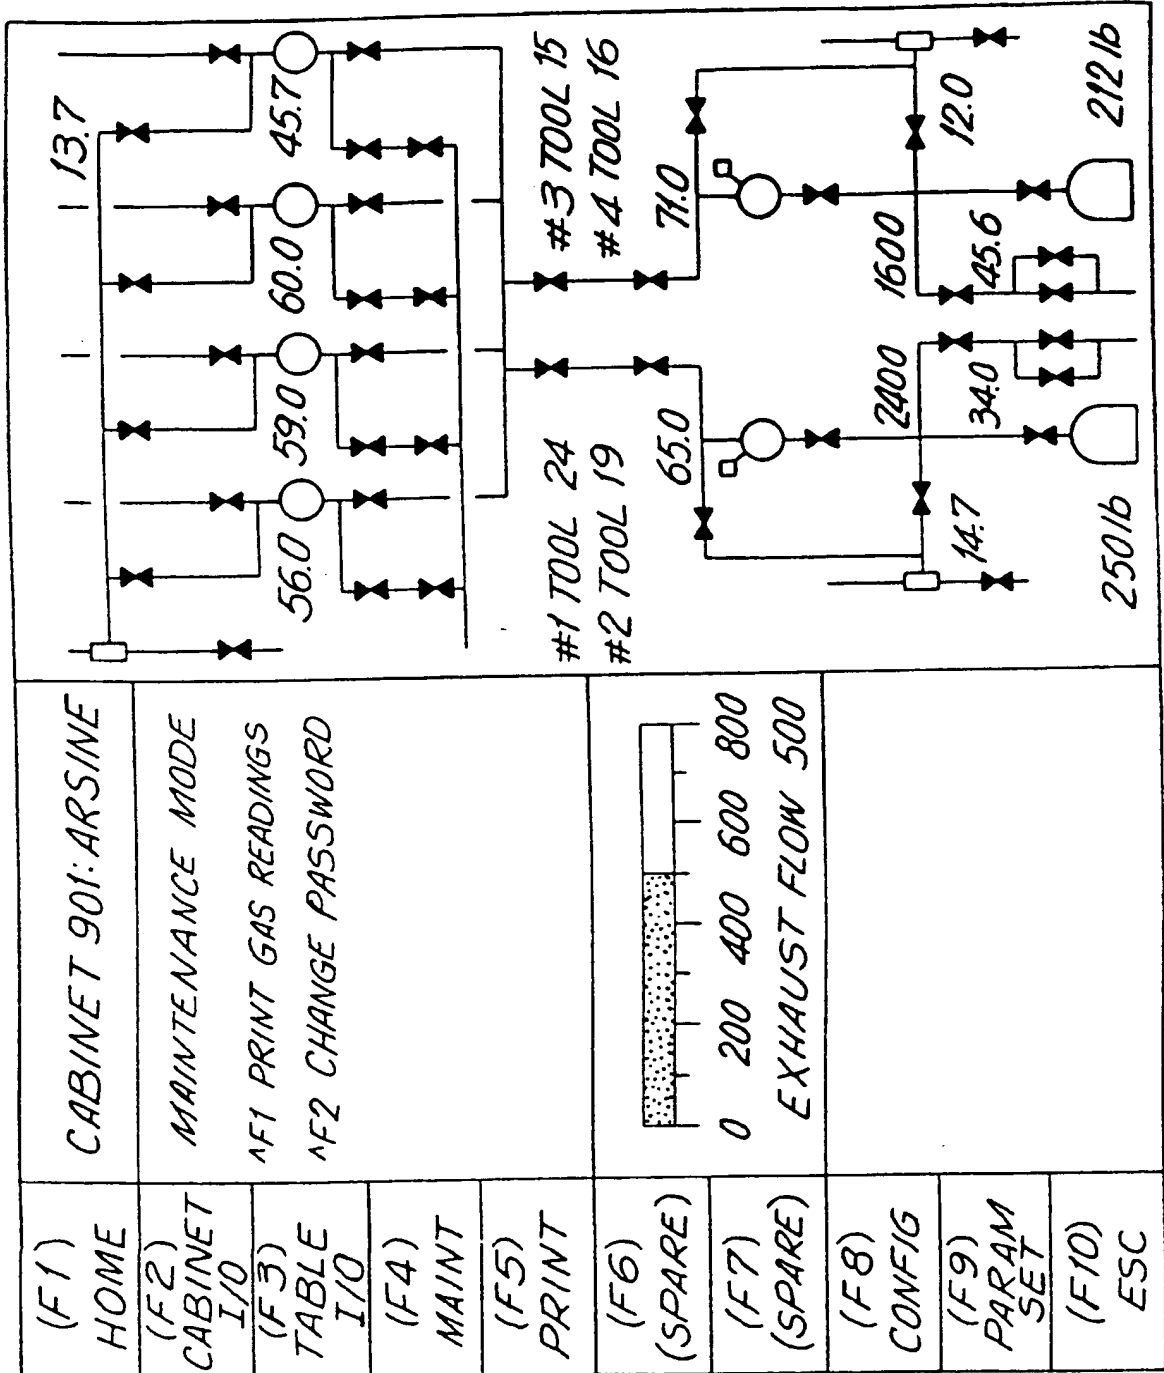 (F1)
HOME
(F2)
CABINET
I/O
(F3)
TABLE
I/O
(F4)
MAINT
(F5)
PRINT
(F6)
(SPARE)
(F7)
(SPARE)
(F8)
CONFIG
(F9)
PARAM
SET
(F10)
ESC
CABINET 901: ARSINE
MAINTENANCE MODE
^F1 PRINT GAS READINGS
^F2 CHANGE PASSWORD
0 200 400 600 800
EXHAUST FLOW 500
13.7
56.0 59.0 60.0 45.7
#1 TOOL 24
#2 TOOL 19
#3 TOOL 15
#4 TOOL 16
65.0 71.0
2400 1600
14.7 34.0 45.6 12.0
250 lb 212 lb